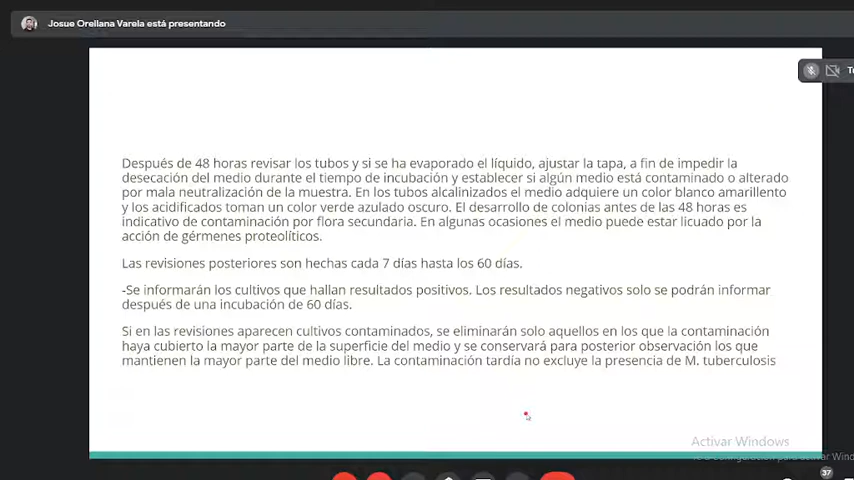 Josue Orellana Varela está presentando
Después de 48 horas revisar los tubos y si se ha evaporado el líquido, ajustar la tapa, a fin de impedir la
desecación del medio durante el tiempo de incubación y establecer si algún medio está contaminado o alterado
por mala neutralización de la muestra. En los tubos alcalinizados el medio adquiere un color blanco amarillento
y los acidificados toman un color verde azulado oscuro. El desarrollo de colonias antes de las 48 horas es
indicativo de contaminación por flora secundaria. En algunas ocasiones el medio puede estar licuado por la
acción de gérmenes proteolíticos.
Las revisiones posteriores son hechas cada 7 días hasta los 60 días.
-Se informarán los cultivos que hallan resultados positivos. Los resultados negativos solo se podrán informar
después de una incubación de 60 días.
Si en las revisiones aparecen cultivos contaminados, se eliminarán solo aquellos en los que la contaminación
haya cubierto la mayor parte de la superficie del medio y se conservará para posterior observación los que
mantienen la mayor parte del medio libre. La contaminación tardía no excluye la presencia de M. tuberculosis
Activar Windows
37